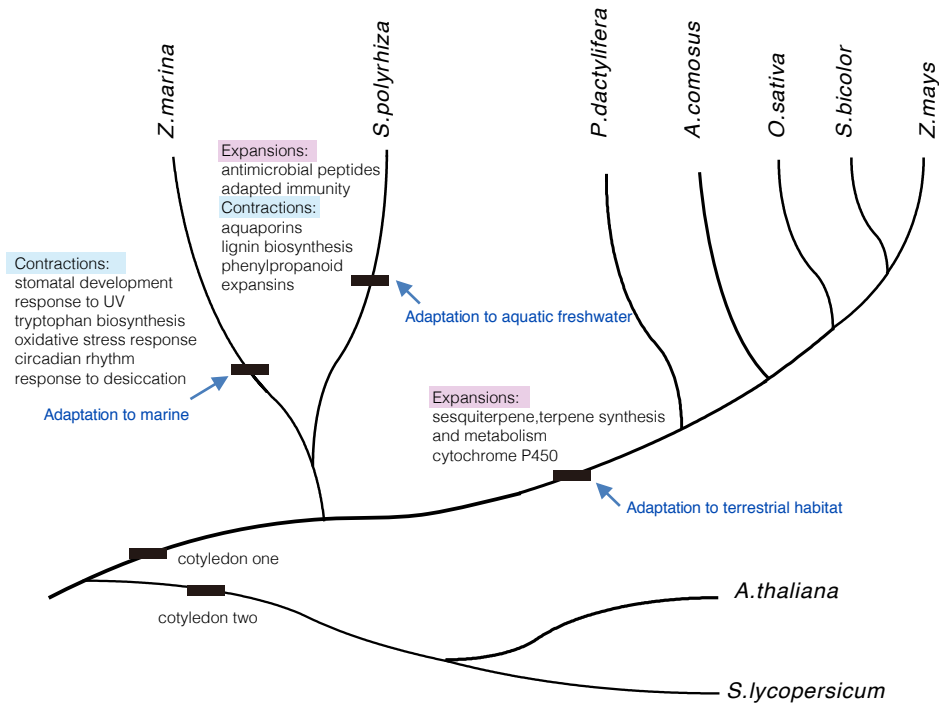 Z.marina
S.polyrhiza
P.dactylifera
A.comosus
O.sativa
S.bicolor
Z.mays
Expansions:
antimicrobial peptides
adapted immunity
Contractions:
aquaporins
lignin biosynthesis
phenylpropanoid
expansins
Contractions:
stomatal development
response to UV
tryptophan biosynthesis
oxidative stress response
circadian rhythm
response to desiccation
Adaptation to marine
Adaptation to aquatic freshwater
Expansions:
sesquiterpene,terpene synthesis
and metabolism
cytochrome P450
Adaptation to terrestrial habitat
cotyledon one
cotyledon two
A.thaliana
S.lycopersicum